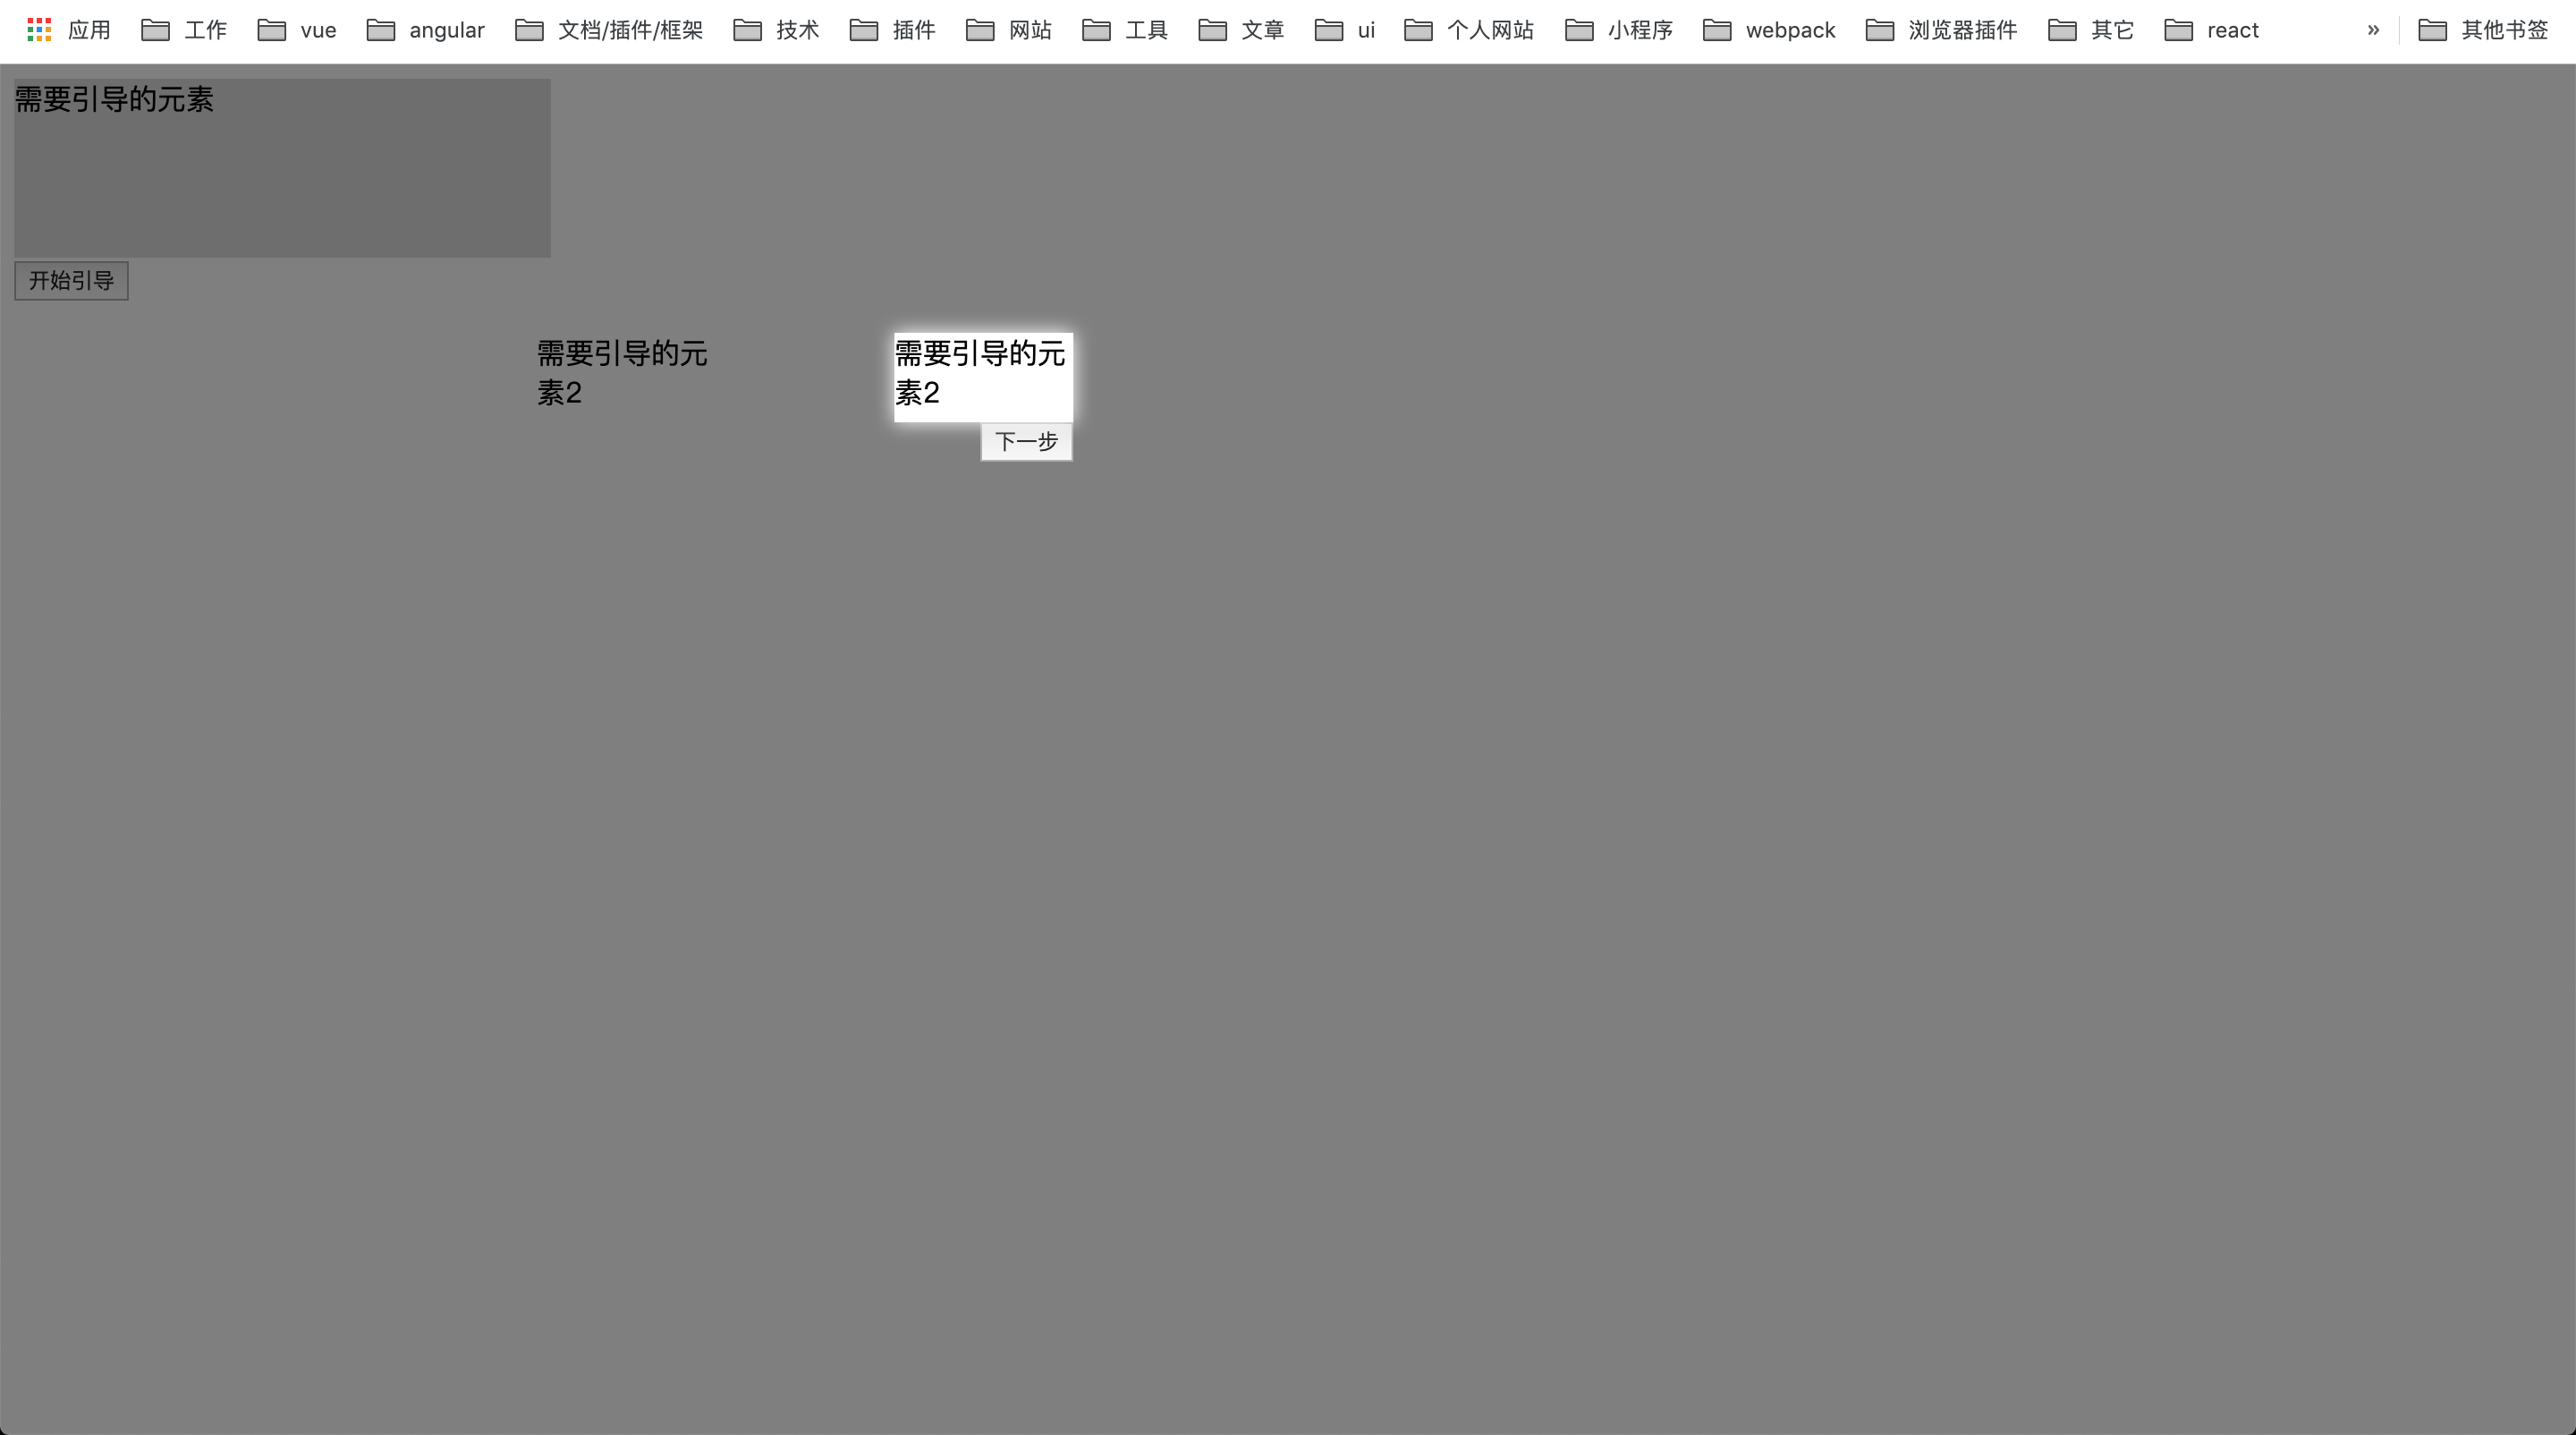 应用 工作 vue angular 文档/插件/框架 技术 插件 网站 工具 文章 ui 个人网站 小程序 webpack 浏览器插件 其它 react » 其他书签
需要引导的元素
开始引导
需要引导的元
素2
需要引导的元
素2
下一步